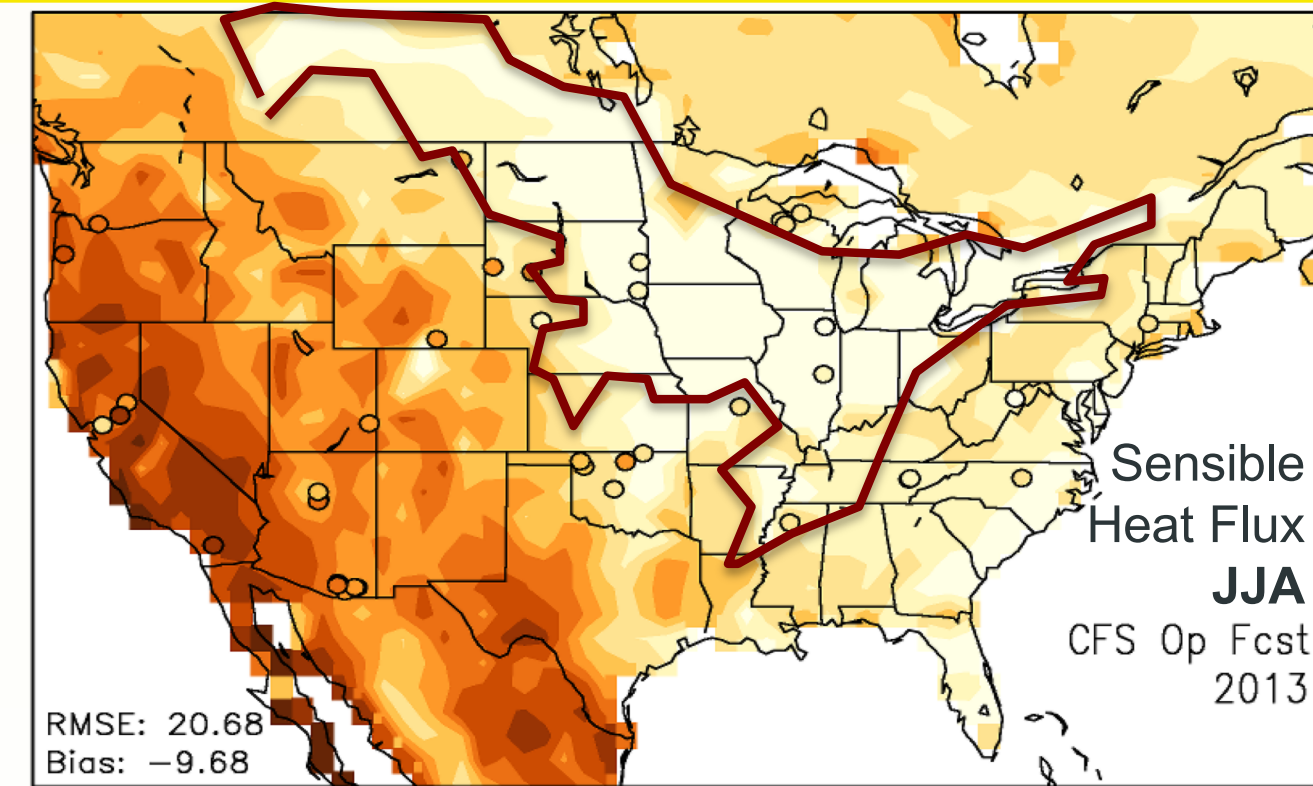 Sensible
Heat Flux
JJA
CFS Op Fcst
2013
RMSE: 20.68
Bias: −9.68